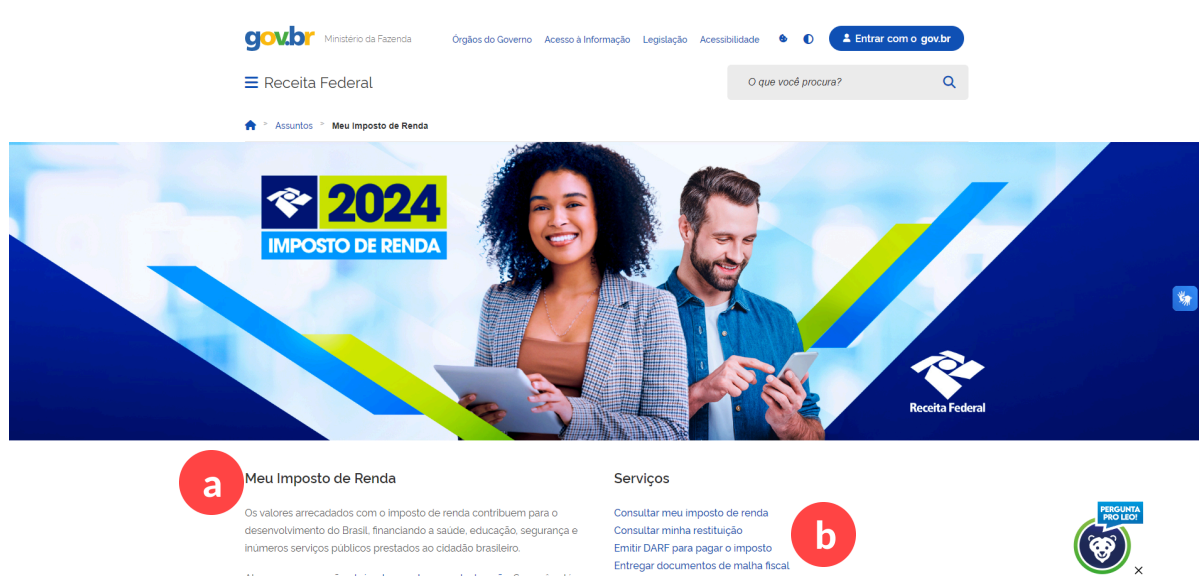 gov.br Ministério da Fazenda Órgãos do Governo Acesso à Informação Legislação Acessibilidade Entrar com o gov.br
Receita Federal O que você procura?
> Assuntos > Meu Imposto de Renda
2024
IMPOSTO DE RENDA
Receita Federal
a
Meu Imposto de Renda
Os valores arrecadados com o imposto de renda contribuem para o
desenvolvimento do Brasil, financiando a saúde, educação, segurança e
inúmeros serviços públicos prestados ao cidadão brasileiro.
Serviços
Consultar meu imposto de renda
Consultar minha restituição
Emitir DARF para pagar o imposto
Entregar documentos de malha fiscal
b
PERGUNTA
PRO LEO!